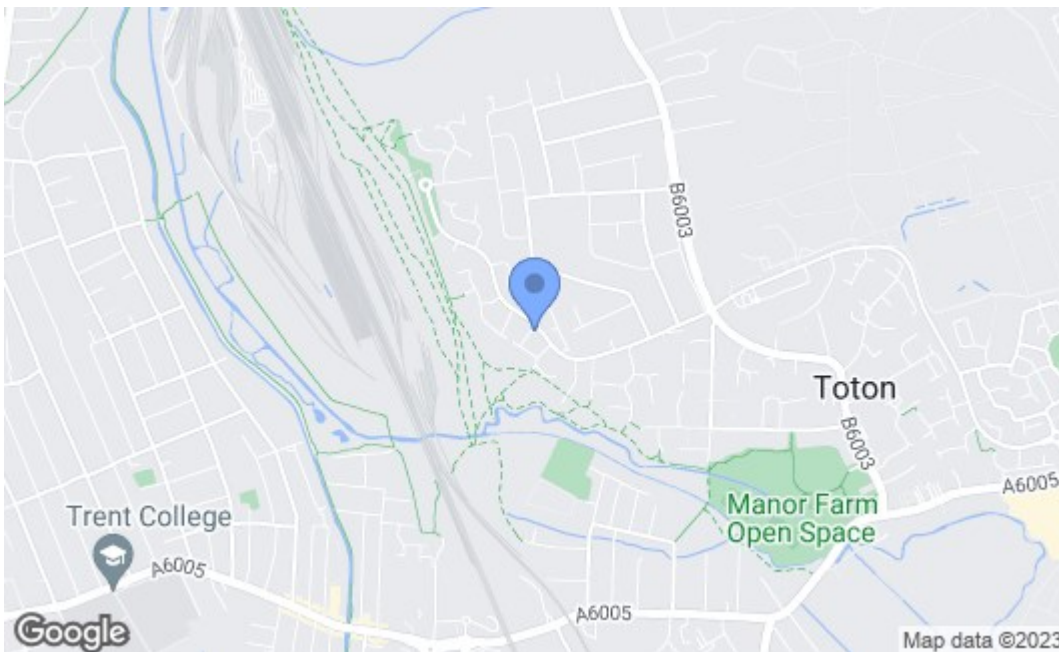 B6003
Toton
B6003
A6005
Manor Farm
Open Space
Trent College
A6005
A6005
Google
Map data ©2023